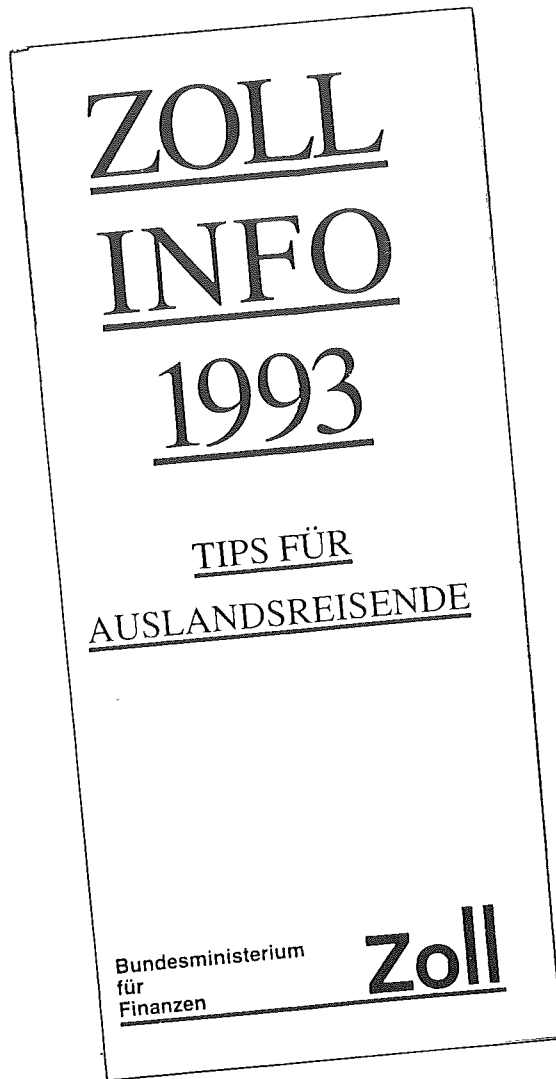 ZOLL
INFO
1993
TIPS FÜR
AUSLANDSREISENDE
Bundesministerium
für
Finanzen
Zoll